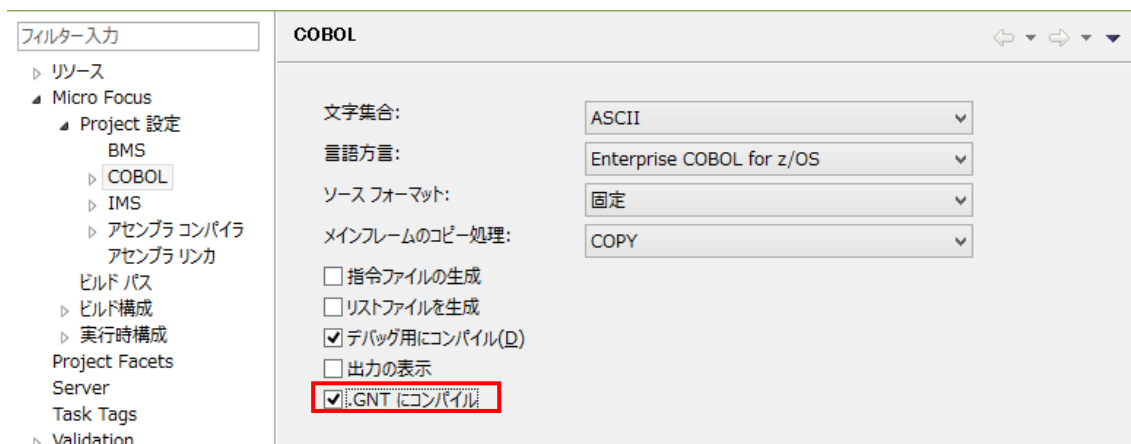 フィルター入力
リソース
Micro Focus
Project 設定
BMS
COBOL
IMS
アセンブラ コンパイラ
アセンブラ リンカ
ビルド パス
ビルド構成
実行時構成
Project Facets
Server
Task Tags
Validation
COBOL
文字集合: ASCII
言語方言: Enterprise COBOL for z/OS
ソース フォーマット: 固定
メインフレームのコピー処理: COPY
指令ファイルの生成
リストファイルを生成
デバッグ用にコンパイル(D)
出力の表示
.GNT にコンパイル